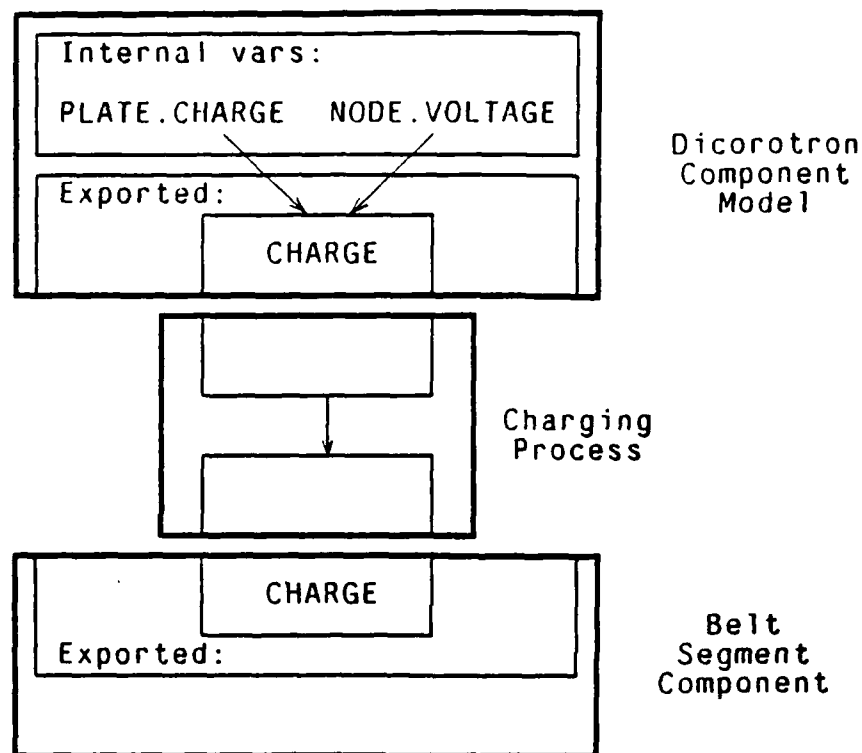 Internal vars:
PLATE.CHARGE NODE.VOLTAGE
Exported:
CHARGE
Dicorotron
Component
Model
Charging
Process
CHARGE
Exported:
Belt
Segment
Component